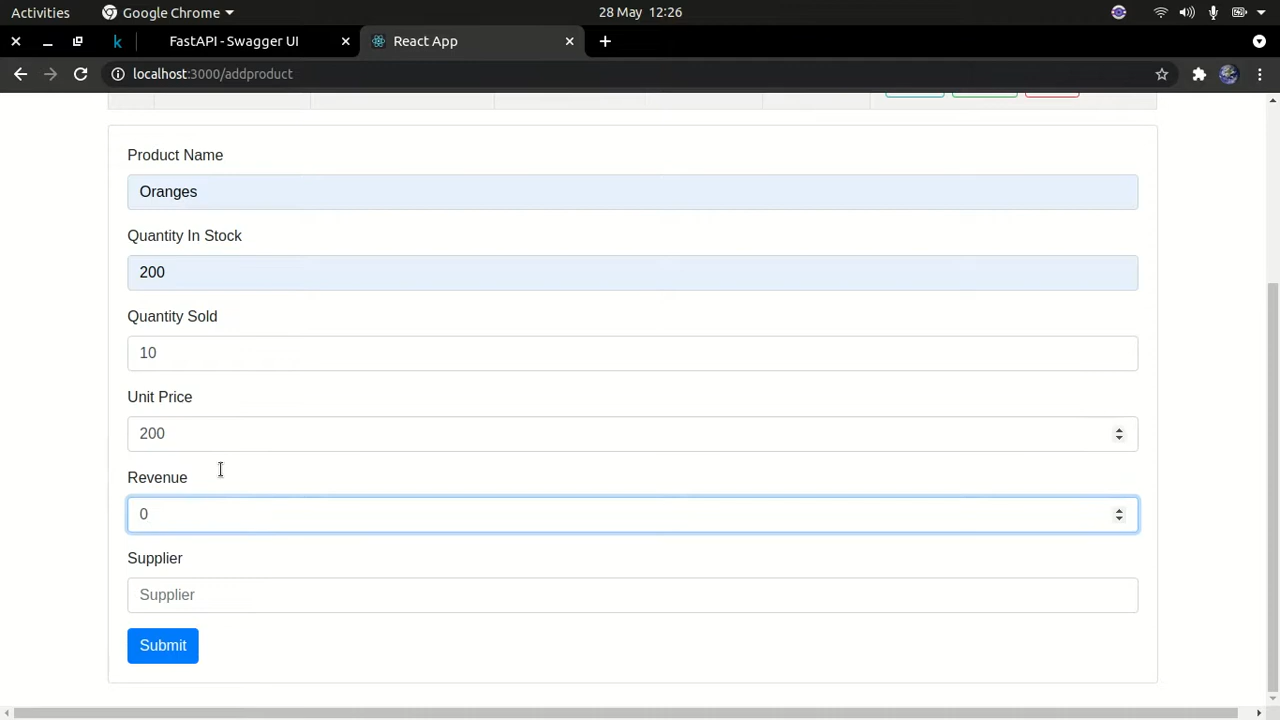 Activities Google Chrome 28 May 12:26
k FastAPI - Swagger UI React App
localhost:3000/addproduct
Product Name
Oranges
Quantity In Stock
200
Quantity Sold
10
Unit Price
200
Revenue
0
Supplier
Supplier
Submit